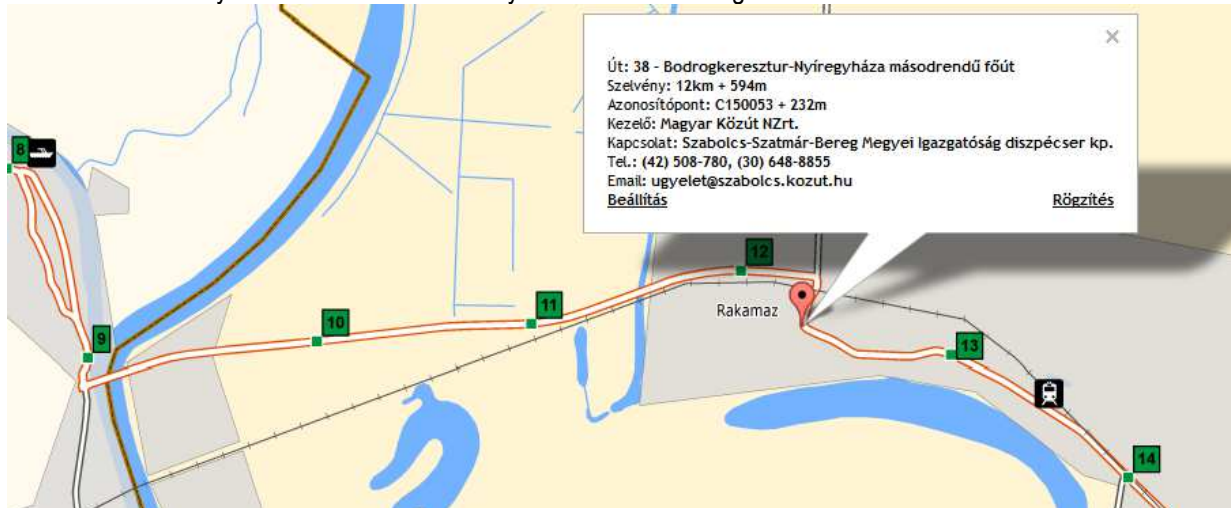 ×
Út: 38 - Bodrogkeresztur-Nyíregyháza másodrendű főút
Szelvény: 12km + 594m
Azonosítópont: C150053 + 232m
Kezelő: Magyar Közút NZrt.
Kapcsolat: Szabolcs-Szatmár-Bereg Megyei Igazgatóság diszpécser kp.
Tel.: (42) 508-780, (30) 648-8855
Email: ugyelet@szabolcs.kozut.hu
Beállítás Rögzítés
8
12
11
Rakamaz
10
9
13
14